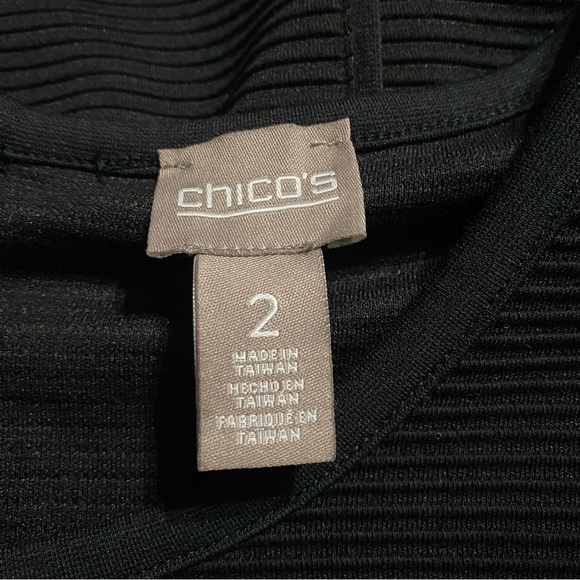 chico's
2
MADE IN
TAIWAN
HECHO EN
TAIWAN
FABRIQUÉ EN
TAIWAN